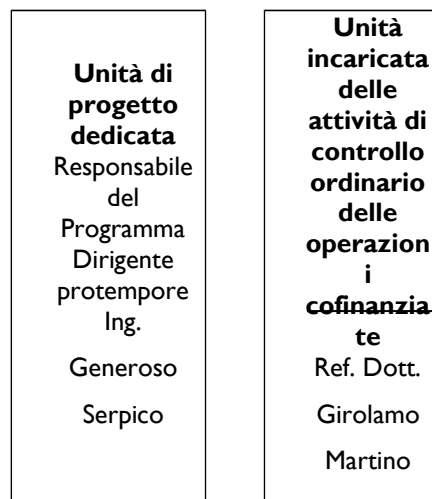 Unità di
progetto
dedicata
Responsabile
del
Programma
Dirigente
protempore
Ing.
Generoso
Serpico
Unità
incaricata
delle
attività di
controllo
ordinario
delle
operazion
i
cofinanzia
te
Ref. Dott.
Girolamo
Martino